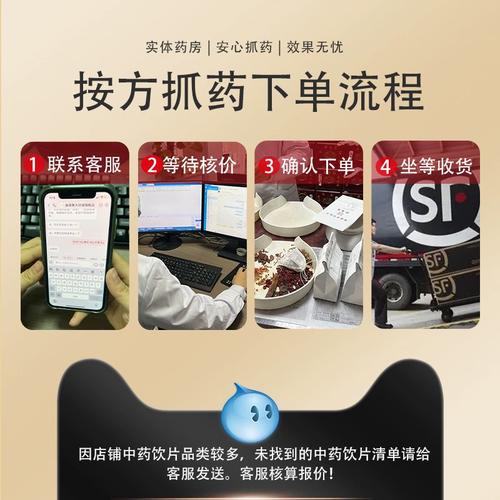 实体药房 | 安心抓药 | 效果无忧
按方抓药下单流程
1 联系客服
2 等待核价
3 确认下单
4 坐等收货
SF
SF
因店铺中药饮片品类较多，未找到的中药饮片清单请给
客服发送。客服核算报价！